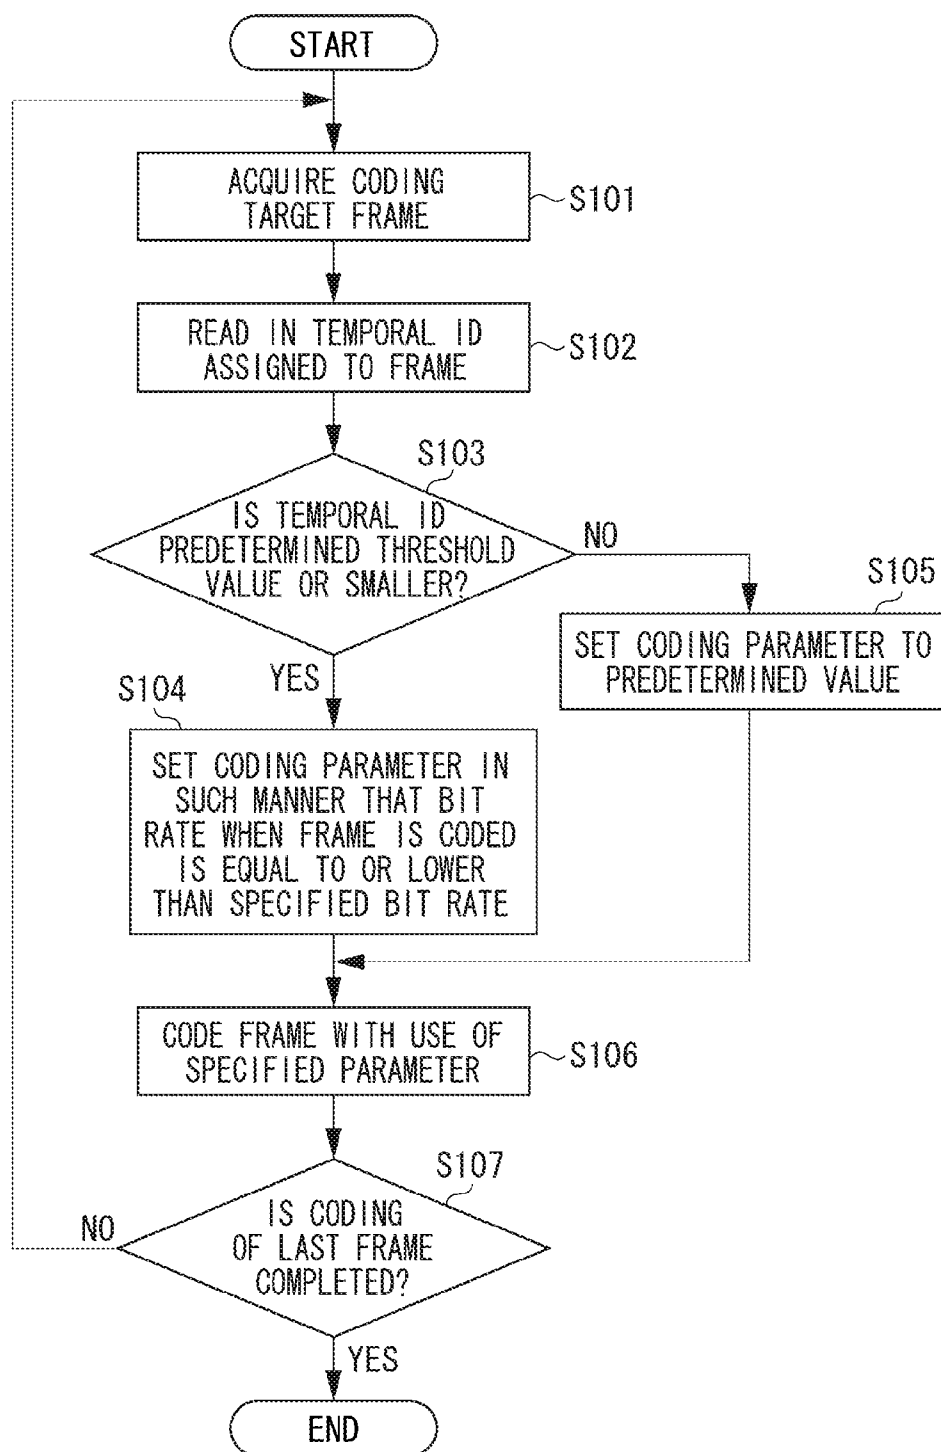 START
ACQUIRE CODING
TARGET FRAME
S101
READ IN TEMPORAL ID
ASSIGNED TO FRAME
S102
S103
IS TEMPORAL ID
PREDETERMINED THRESHOLD
VALUE OR SMALLER?
NO
YES
S105
SET CODING PARAMETER TO
PREDETERMINED VALUE
S104
SET CODING PARAMETER IN
SUCH MANNER THAT BIT
RATE WHEN FRAME IS CODED
IS EQUAL TO OR LOWER
THAN SPECIFIED BIT RATE
CODE FRAME WITH USE OF
SPECIFIED PARAMETER
S106
S107
IS CODING
OF LAST FRAME
COMPLETED?
NO
YES
END